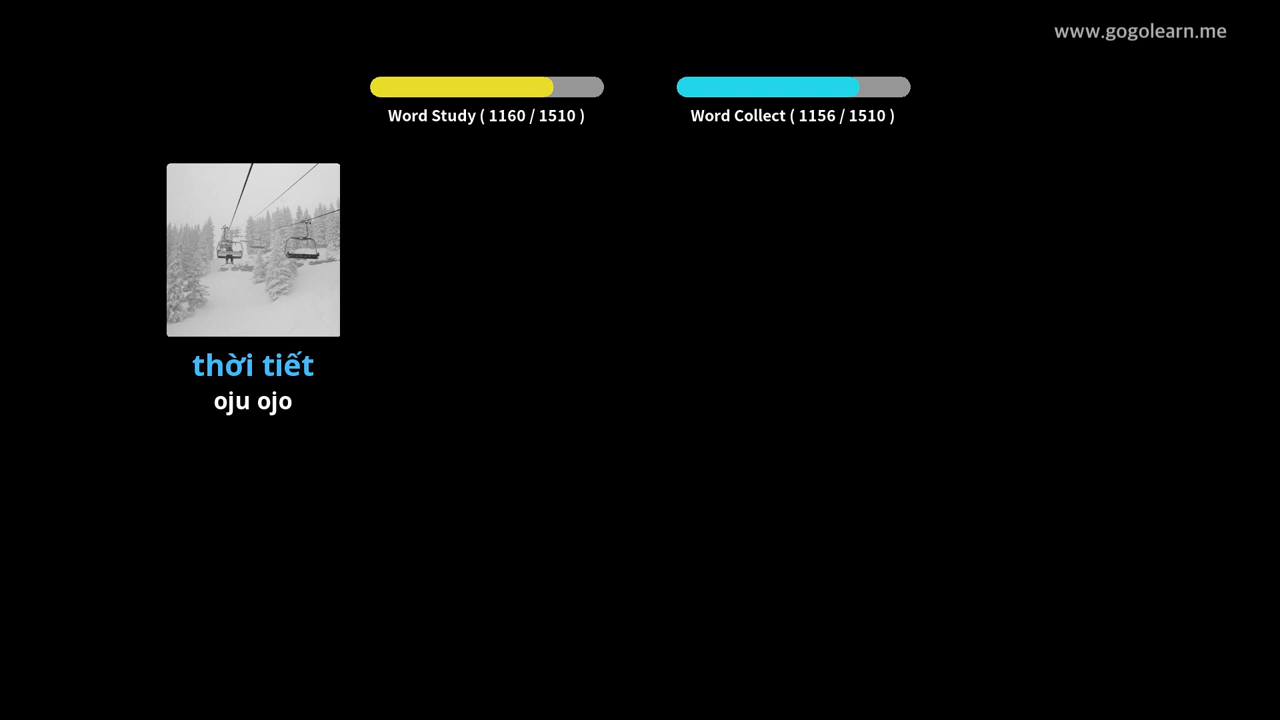 www.gogolearn.me
Word Study ( 1160 / 1510 )
Word Collect ( 1156 / 1510 )
thời tiết
oju ojo